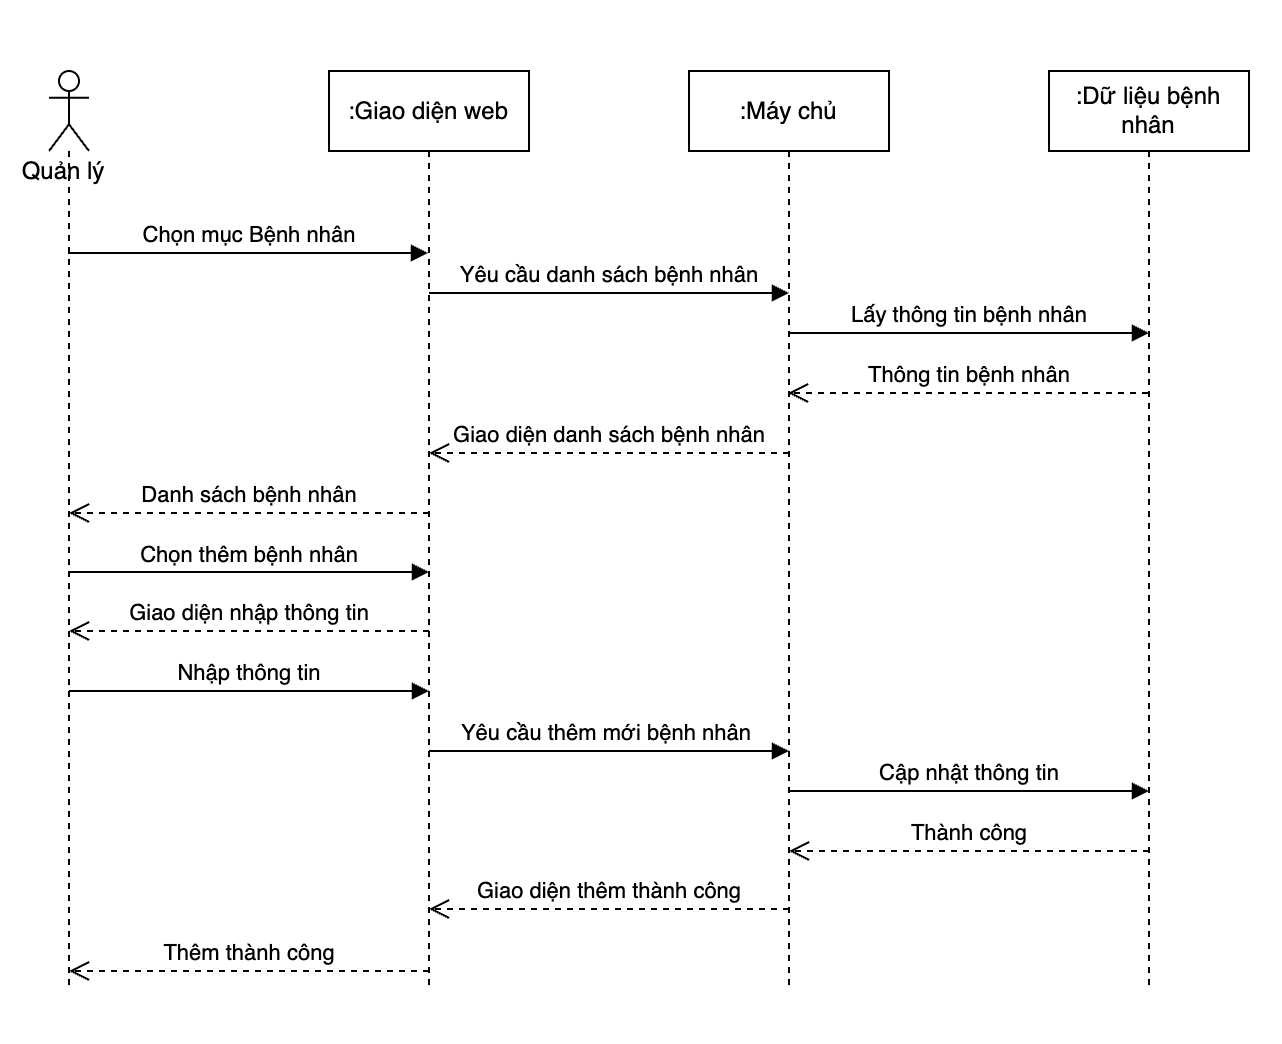 Quản lý
:Giao diện web
:Máy chủ
:Dữ liệu bệnh
nhân
Chọn mục Bệnh nhân
Yêu cầu danh sách bệnh nhân
Lấy thông tin bệnh nhân
Thông tin bệnh nhân
Giao diện danh sách bệnh nhân
Danh sách bệnh nhân
Chọn thêm bệnh nhân
Giao diện nhập thông tin
Nhập thông tin
Yêu cầu thêm mới bệnh nhân
Cập nhật thông tin
Thành công
Giao diện thêm thành công
Thêm thành công